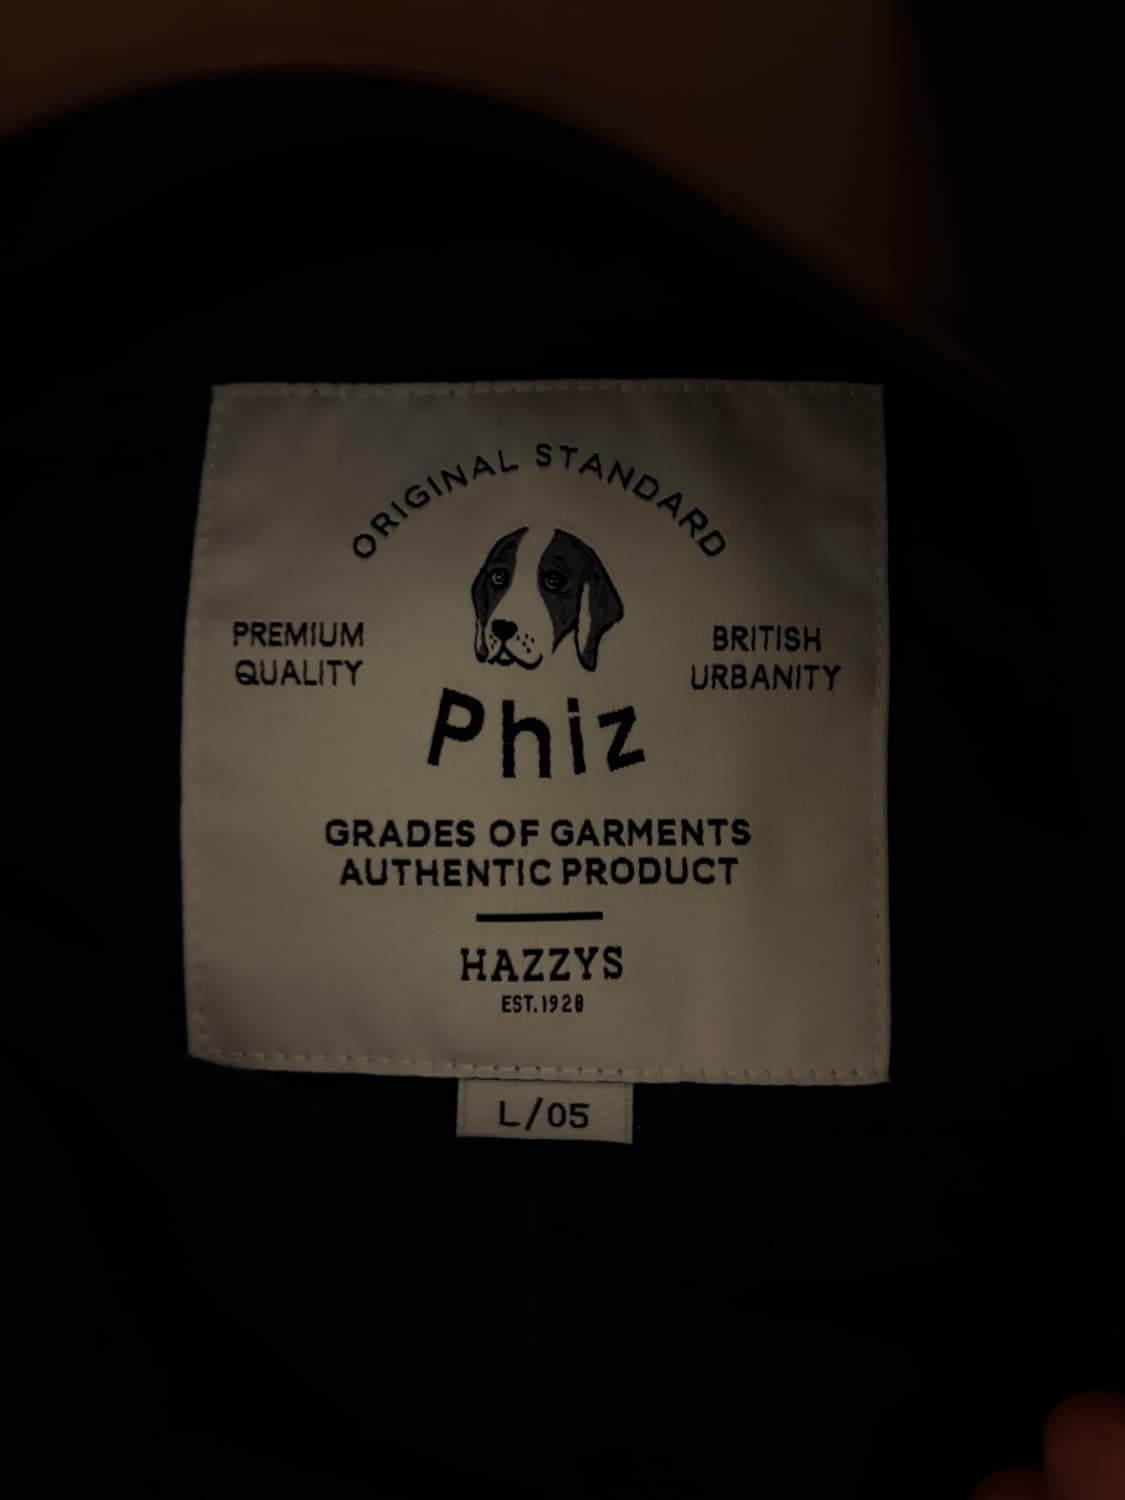 ORIGINAL STANDARD
PREMIUM
QUALITY
BRITISH
URBANITY
Phiz
GRADES OF GARMENTS
AUTHENTIC PRODUCT
HAZZYS
EST.1928
L/05